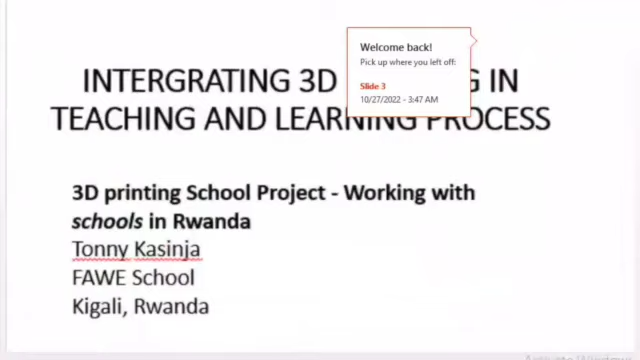 INTERGRATING 3D G IN
TEACHING AND LEARNING PROCESS
Welcome back!
Pick up where you left off:
Slide 3
10/27/2022 - 3:47 AM
3D printing School Project - Working with
schools in Rwanda
Tonny Kasinja
FAWE School
Kigali, Rwanda